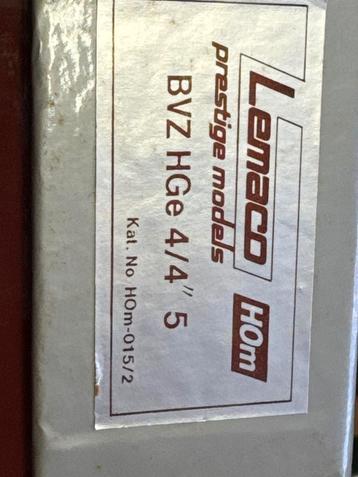 Lemaco HOm
prestige models
BVZ HGe 4/4" 5
Kat. No HOm-015/2